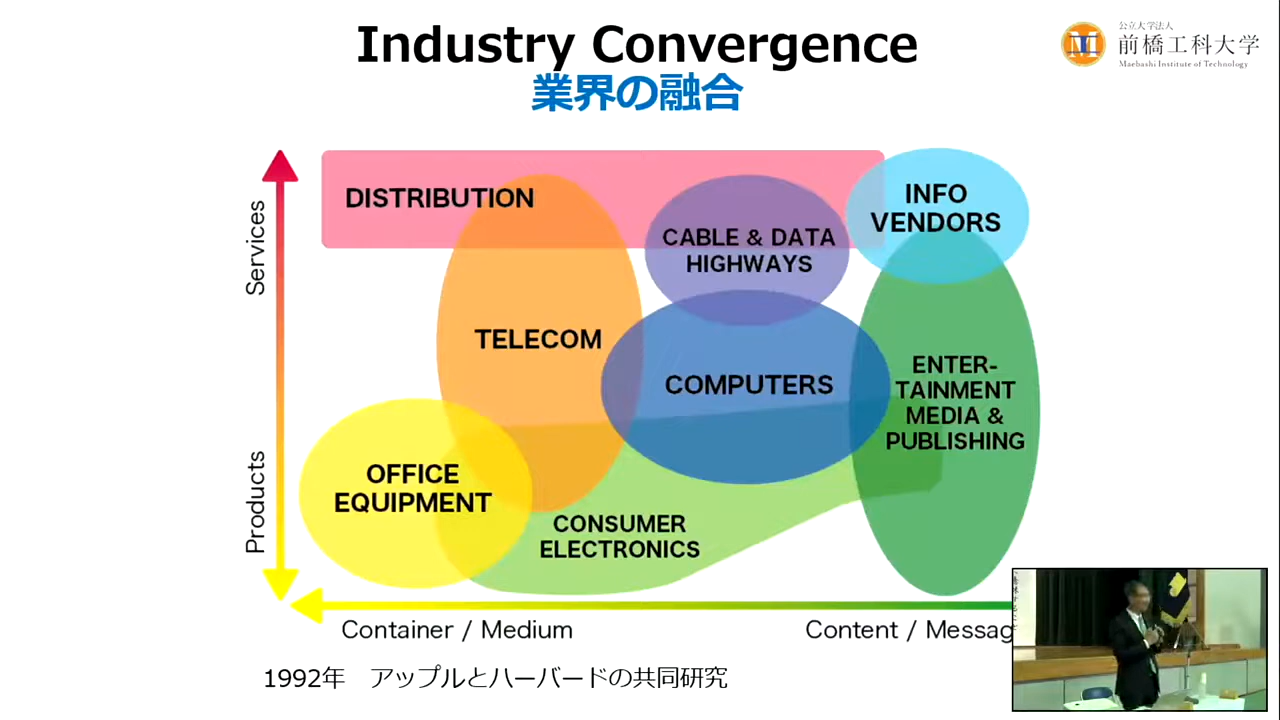 Industry Convergence
業界の融合
公立大学法人
前橋工科大学
Maebashi Institute of Technology
Services
Products
DISTRIBUTION
INFO
VENDORS
CABLE & DATA
HIGHWAYS
TELECOM
COMPUTERS
ENTER-
TAINMENT
MEDIA &
PUBLISHING
OFFICE
EQUIPMENT
CONSUMER
ELECTRONICS
Container / Medium
Content / Messag
1992年 アップルとハーバードの共同研究